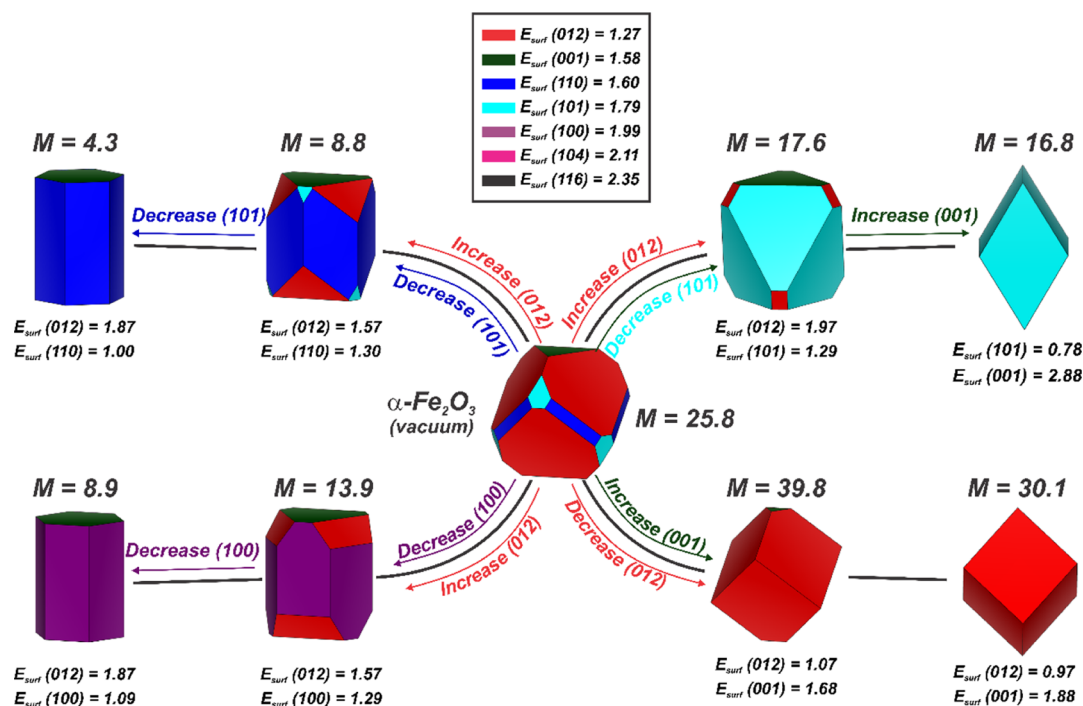 E_surf (012) = 1.27
E_surf (001) = 1.58
E_surf (110) = 1.60
E_surf (101) = 1.79
E_surf (100) = 1.99
E_surf (104) = 2.11
E_surf (116) = 2.35
M = 4.3
M = 8.8
M = 17.6
M = 16.8
Decrease (101)
Increase (012)
Decrease (101)
Increase (012)
Decrease (101)
Increase (001)
E_surf (012) = 1.87
E_surf (110) = 1.00
E_surf (012) = 1.57
E_surf (110) = 1.30
E_surf (012) = 1.97
E_surf (101) = 1.29
E_surf (101) = 0.78
E_surf (001) = 2.88
α-Fe₂O₃
(vacuum)
M = 25.8
M = 8.9
M = 13.9
M = 39.8
M = 30.1
Decrease (100)
Decrease (100)
Increase (012)
Increase (001)
Decrease (012)
E_surf (012) = 1.87
E_surf (100) = 1.09
E_surf (012) = 1.57
E_surf (100) = 1.29
E_surf (012) = 1.07
E_surf (001) = 1.68
E_surf (012) = 0.97
E_surf (001) = 1.88